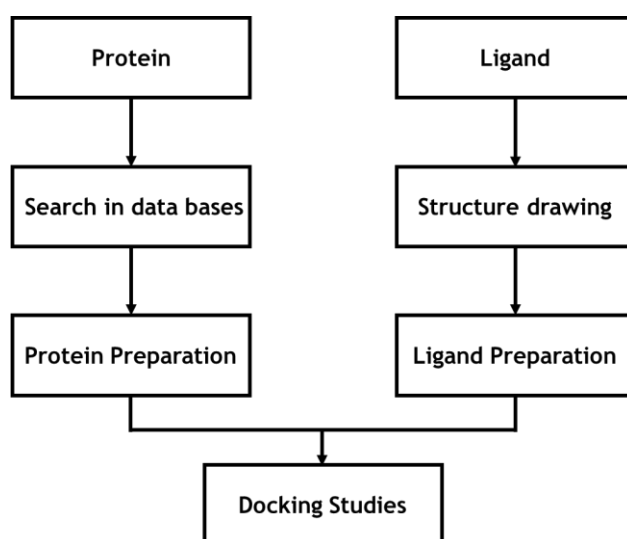 Protein
Ligand
Search in data bases
Structure drawing
Protein Preparation
Ligand Preparation
Docking Studies